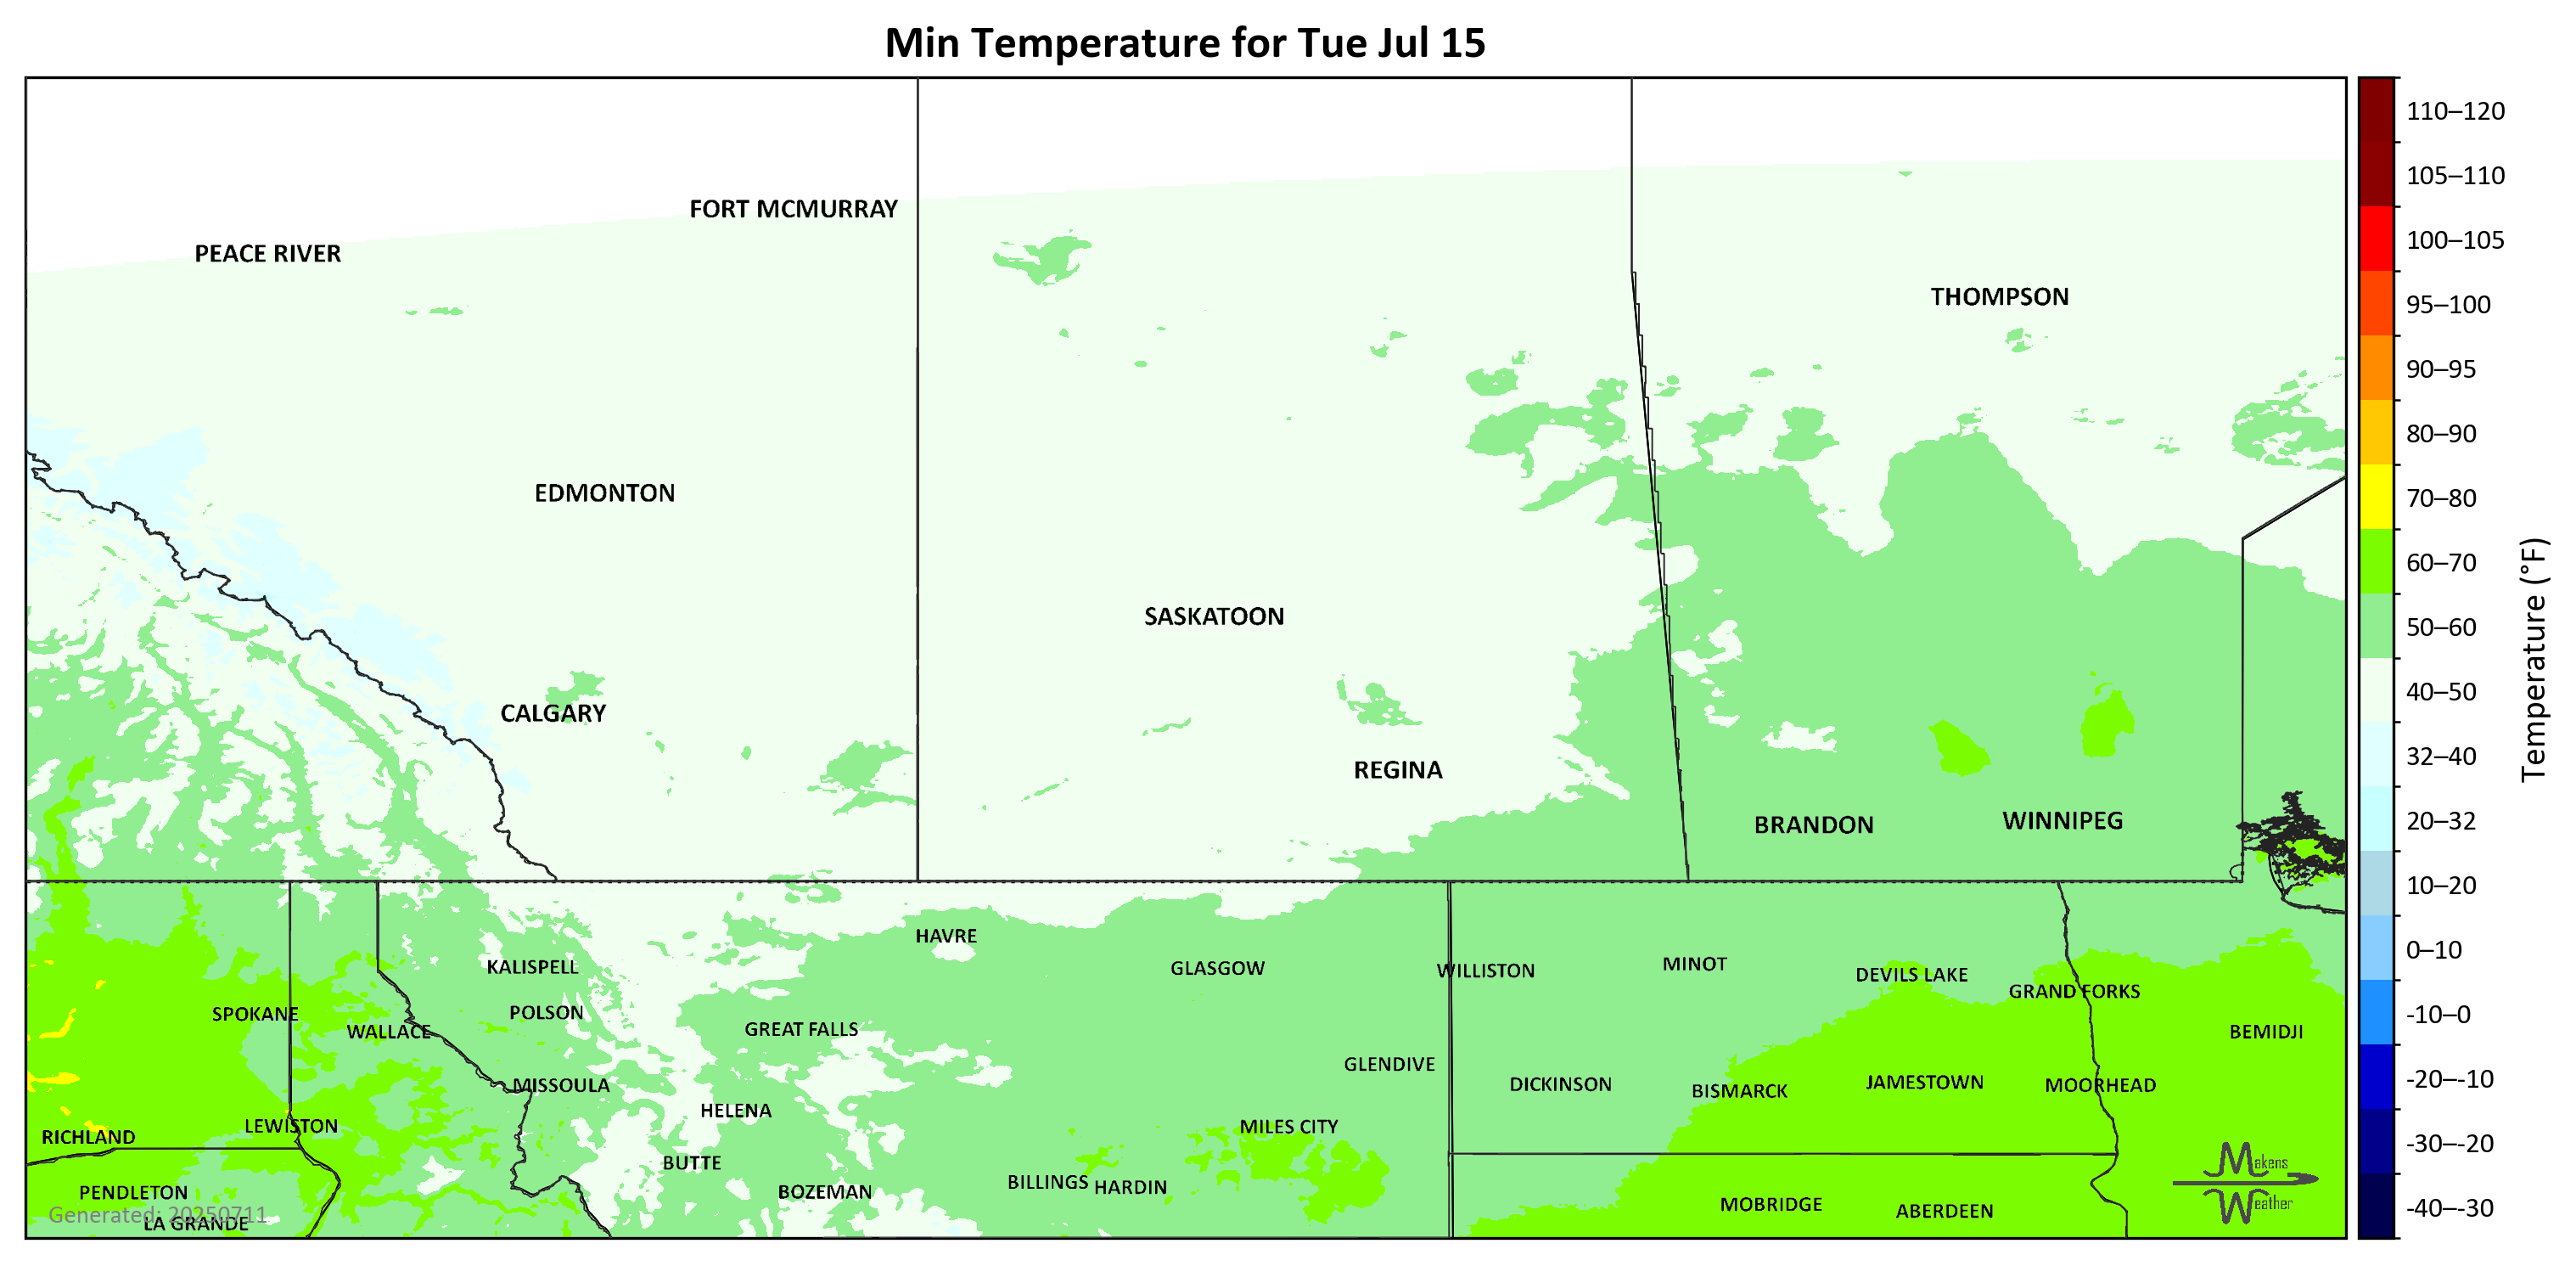 Min Temperature for Tue Jul 15
FORT MCMURRAY
PEACE RIVER
THOMPSON
EDMONTON
SASKATOON
CALGARY
REGINA
BRANDON
WINNIPEG
HAVRE
KALISPELL
GLASGOW
WILLISTON
MINOT
DEVILS LAKE
GRAND FORKS
SPOKANE
POLSON
WALLACE
GREAT FALLS
BEMIDJI
GLENDIVE
MISSOULA
DICKINSON
BISMARCK
JAMESTOWN
MOORHEAD
HELENA
LEWISTON
MILES CITY
RICHLAND
BUTTE
BILLINGS
HARDIN
PENDLETON
BOZEMAN
MOBRIDGE
ABERDEEN
Generated: 20250711
LA GRANDE
Makens
Weather
110–120
105–110
100–105
95–100
90–95
80–90
70–80
60–70
50–60
40–50
32–40
20–32
10–20
0–10
-10–0
-20–-10
-30–-20
-40–-30
Temperature (°F)